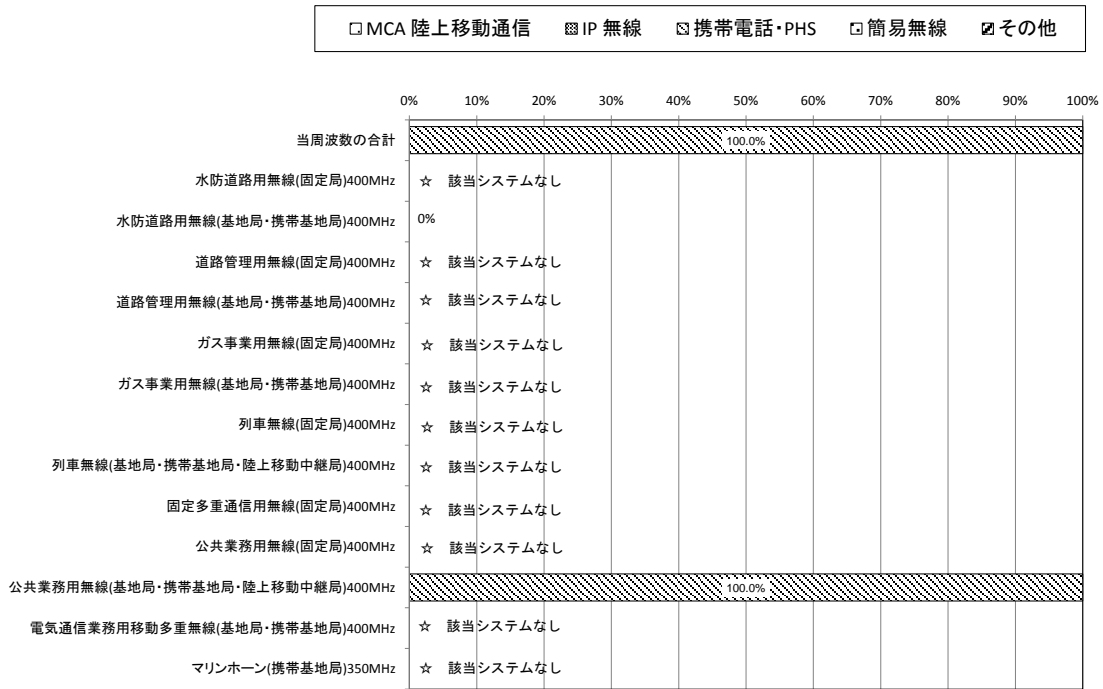 MCA 陸上移動通信 IP 無線 携帯電話・PHS 簡易無線 その他
0% 10% 20% 30% 40% 50% 60% 70% 80% 90% 100%
当周波数の合計 100.0%
水防道路用無線(固定局)400MHz ☆ 該当システムなし
水防道路用無線(基地局・携帯基地局)400MHz 0%
道路管理用無線(固定局)400MHz ☆ 該当システムなし
道路管理用無線(基地局・携帯基地局)400MHz ☆ 該当システムなし
ガス事業用無線(固定局)400MHz ☆ 該当システムなし
ガス事業用無線(基地局・携帯基地局)400MHz ☆ 該当システムなし
列車無線(固定局)400MHz ☆ 該当システムなし
列車無線(基地局・携帯基地局・陸上移動中継局)400MHz ☆ 該当システムなし
固定多重通信用無線(固定局)400MHz ☆ 該当システムなし
公共業務用無線(固定局)400MHz ☆ 該当システムなし
公共業務用無線(基地局・携帯基地局・陸上移動中継局)400MHz 100.0%
電気通信業務用移動多重無線(基地局・携帯基地局)400MHz ☆ 該当システムなし
マリンホーン(携帯基地局)350MHz ☆ 該当システムなし